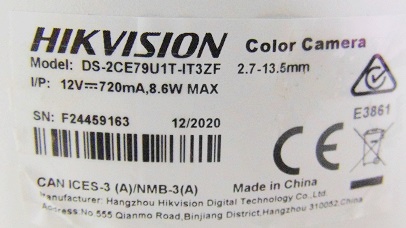 HIKVISION Color Camera
Model: DS-2CE79U1T-IT3ZF 2.7-13.5mm
I/P: 12V⎓720mA,8.6W MAX
SN: F24459163 12/2020
E3861
CAN ICES-3 (A)/NMB-3(A) Made in China
Manufacturer: Hangzhou Hikvision Digital Technology Co.,Ltd.
Address:No.555 Qianmo Road,Binjiang District,Hangzhou 310052,China